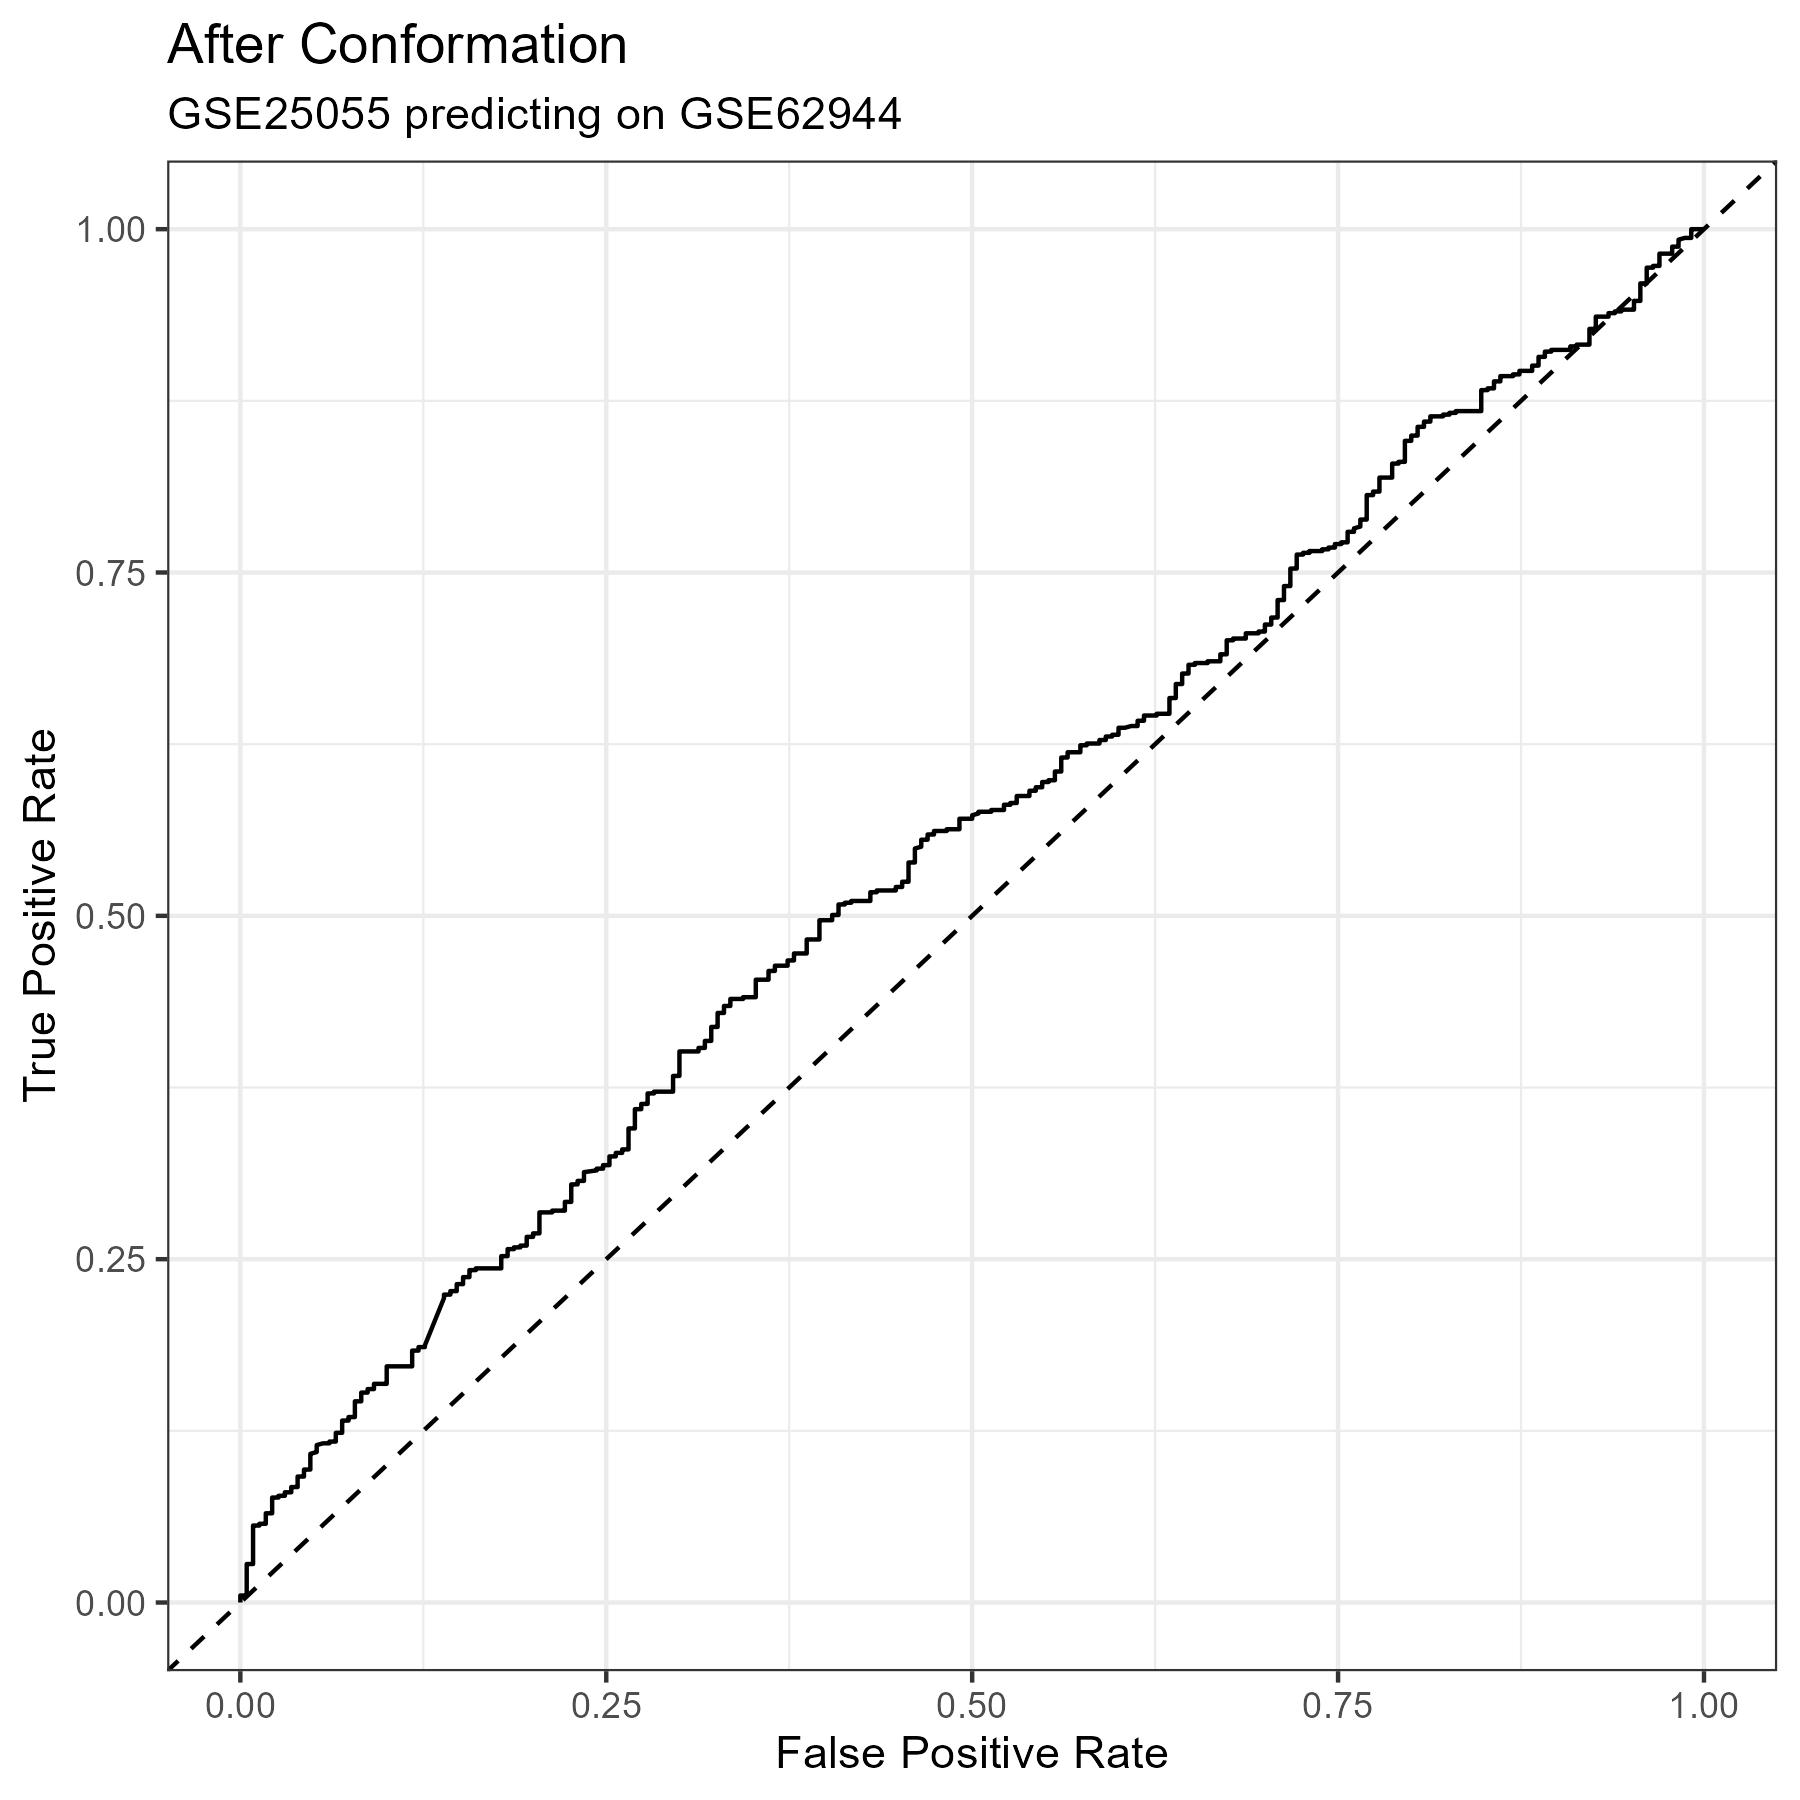 After Conformation
GSE25055 predicting on GSE62944
True Positive Rate
1.00
0.75
0.50
0.25
0.00
0.00 0.25 0.50 0.75 1.00
False Positive Rate